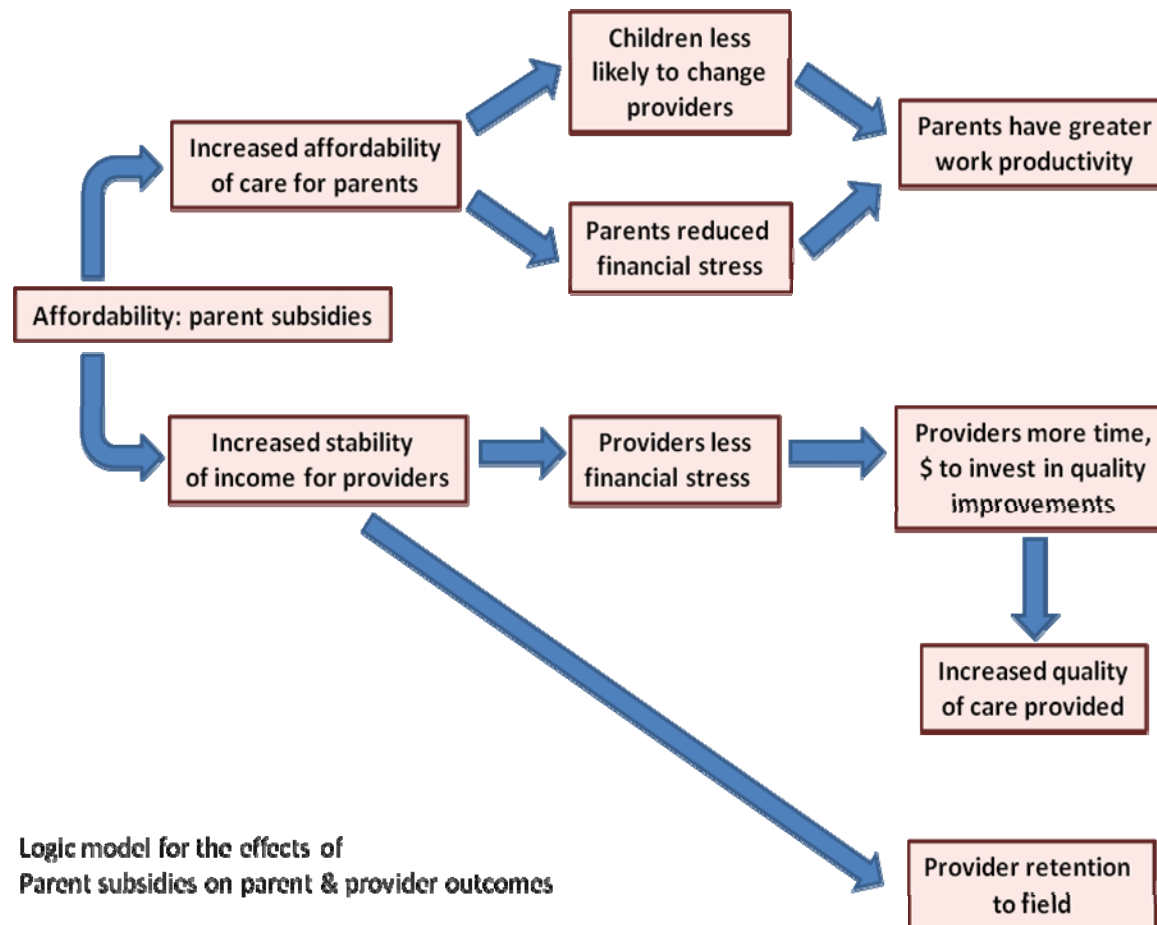 Children less
likely to change
providers
Increased affordability
of care for parents
Parents have greater
work productivity
Parents reduced
financial stress
Affordability: parent subsidies
Increased stability
of income for providers
Providers less
financial stress
Providers more time,
$ to invest in quality
improvements
Increased quality
of care provided
Provider retention
to field
Logic model for the effects of
Parent subsidies on parent & provider outcomes